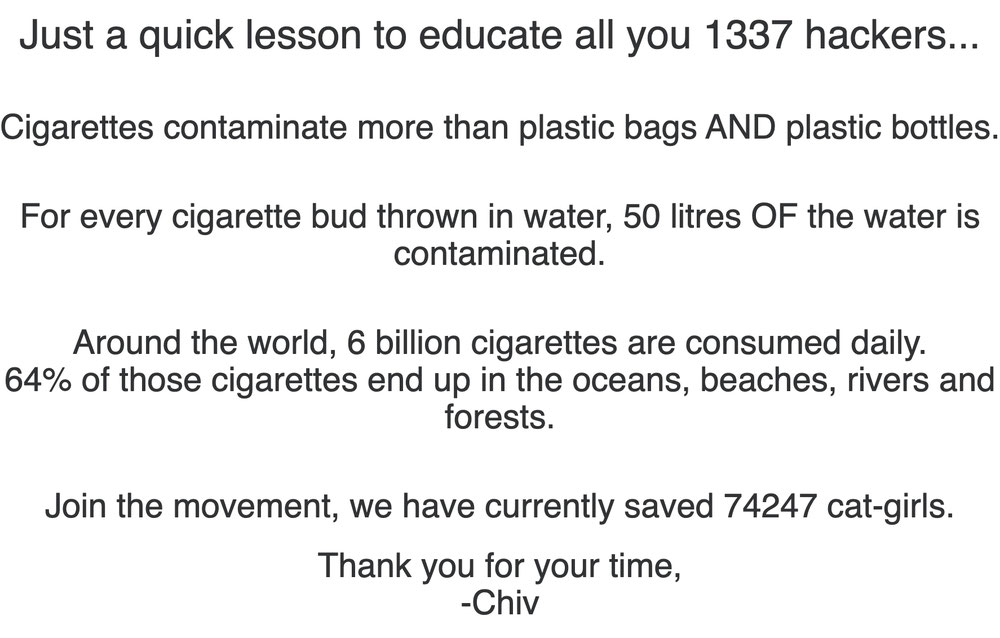 Just a quick lesson to educate all you 1337 hackers...
Cigarettes contaminate more than plastic bags AND plastic bottles.
For every cigarette bud thrown in water, 50 litres OF the water is
contaminated.
Around the world, 6 billion cigarettes are consumed daily.
64% of those cigarettes end up in the oceans, beaches, rivers and
forests.
Join the movement, we have currently saved 74247 cat-girls.
Thank you for your time,
-Chiv